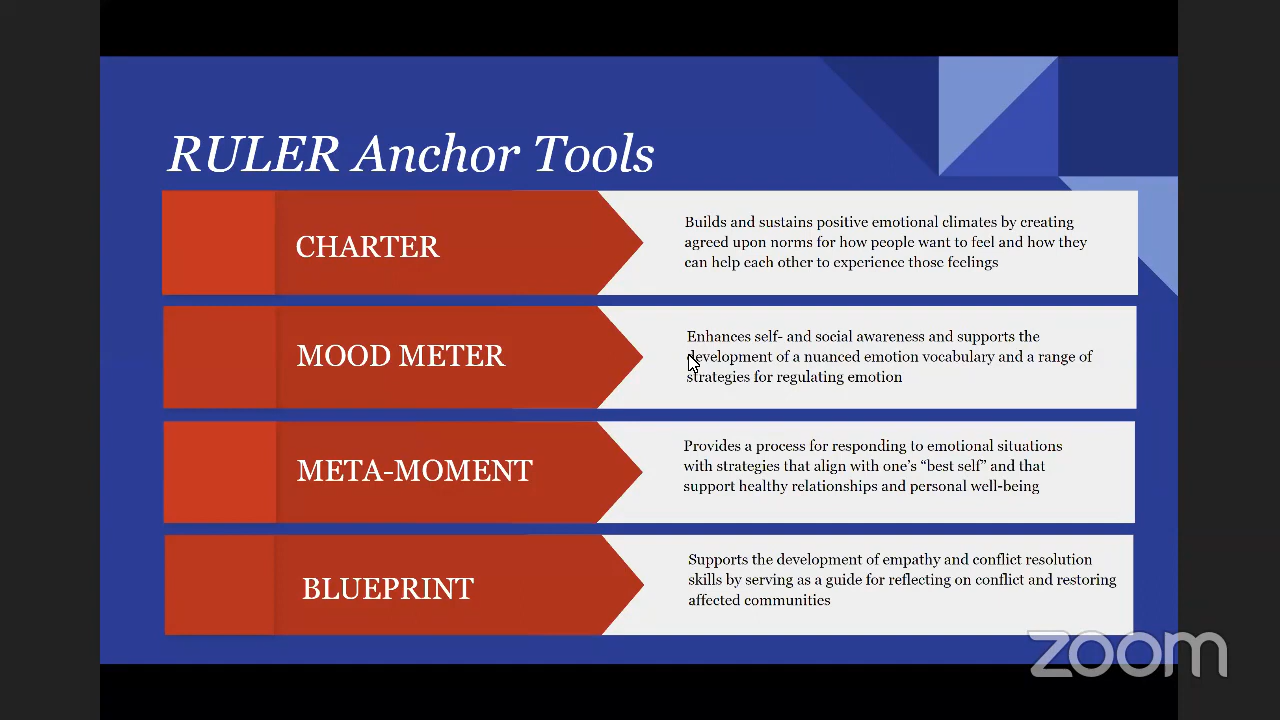 RULER Anchor Tools
CHARTER
Builds and sustains positive emotional climates by creating
agreed upon norms for how people want to feel and how they
can help each other to experience those feelings
MOOD METER
Enhances self- and social awareness and supports the
development of a nuanced emotion vocabulary and a range of
strategies for regulating emotion
META-MOMENT
Provides a process for responding to emotional situations
with strategies that align with one’s “best self” and that
support healthy relationships and personal well-being
BLUEPRINT
Supports the development of empathy and conflict resolution
skills by serving as a guide for reflecting on conflict and restoring
affected communities
zoom